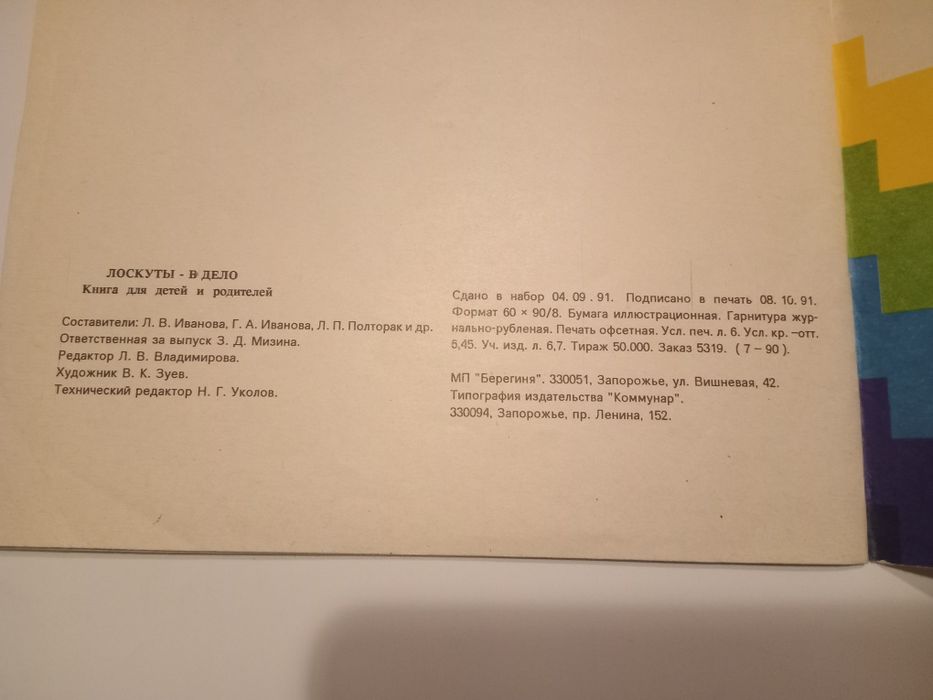 ЛОСКУТЫ - В ДЕЛО
Книга для детей и родителей
Составители: Л. В. Иванова, Г. А. Иванова, Л. П. Полторак и др.
Ответственная за выпуск З. Д. Мизина.
Редактор Л. В. Владимирова.
Художник В. К. Зуев.
Технический редактор Н. Г. Уколов.
Сдано в набор 04. 09 . 91. Подписано в печать 08. 10. 91.
Формат 60 × 90/8. Бумага иллюстрационная. Гарнитура жур-
нально-рубленая. Печать офсетная. Усл. печ. л. 6. Усл. кр. –отт.
6,45. Уч. изд. л. 6,7. Тираж 50.000. Заказ 5319. ( 7 – 90 ).
МП "Берегиня". 330051, Запорожье, ул. Вишневая, 42.
Типография издательства "Коммунар".
330094, Запорожье, пр. Ленина, 152.